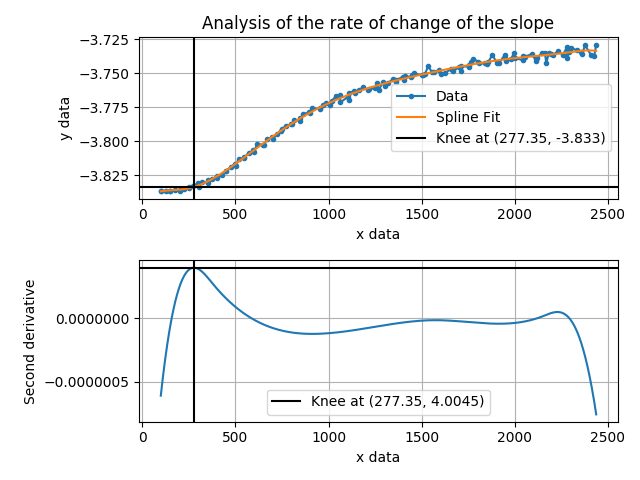 Analysis of the rate of change of the slope
y data
−3.725
−3.750
−3.775
−3.800
−3.825
Data
Spline Fit
Knee at (277.35, -3.833)
0 500 1000 1500 2000 2500
x data
Second derivative
0.0000000
−0.0000005
Knee at (277.35, 4.0045)
0 500 1000 1500 2000 2500
x data